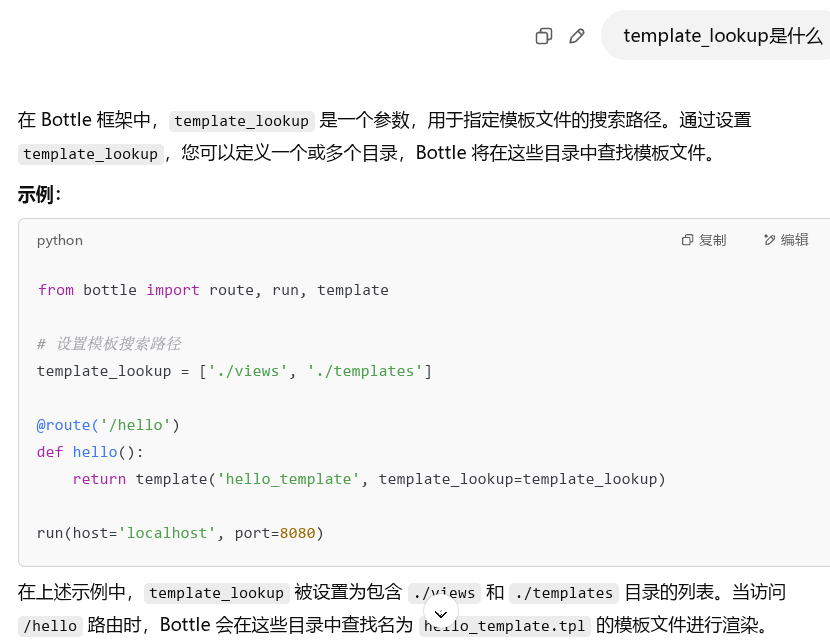 template_lookup是什么
在 Bottle 框架中，template_lookup 是一个参数，用于指定模板文件的搜索路径。通过设置
template_lookup，您可以定义一个或多个目录，Bottle 将在这些目录中查找模板文件。
示例：
python 复制 编辑
from bottle import route, run, template
# 设置模板搜索路径
template_lookup = ['./views', './templates']
@route('/hello')
def hello():
    return template('hello_template', template_lookup=template_lookup)
run(host='localhost', port=8080)
在上述示例中，template_lookup 被设置为包含 ./views 和 ./templates 目录的列表。当访问
/hello 路由时，Bottle 会在这些目录中查找名为 hello_template.tpl 的模板文件进行渲染。